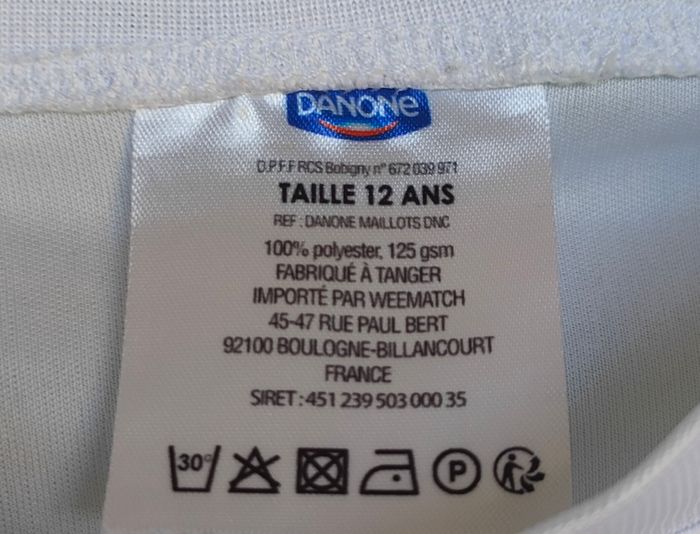 DANONE
D.P.F.F RCS Bobigny n° 672 039 971
TAILLE 12 ANS
REF : DANONE MAILLOTS DNC
100% polyester, 125 gsm
FABRIQUÉ À TANGER
IMPORTÉ PAR WEEMATCH
45-47 RUE PAUL BERT
92100 BOULOGNE-BILLANCOURT
FRANCE
SIRET : 451 239 503 000 35
30° P